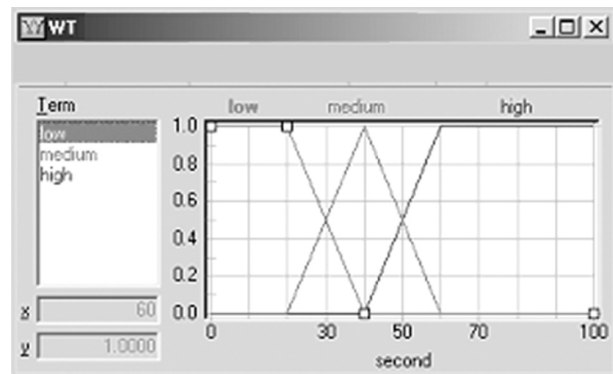 WT
Term
low
medium
high
x 60
y 1.0000
low medium high
1.0
0.8
0.6
0.4
0.2
0.0
0 30 50 70 100
second